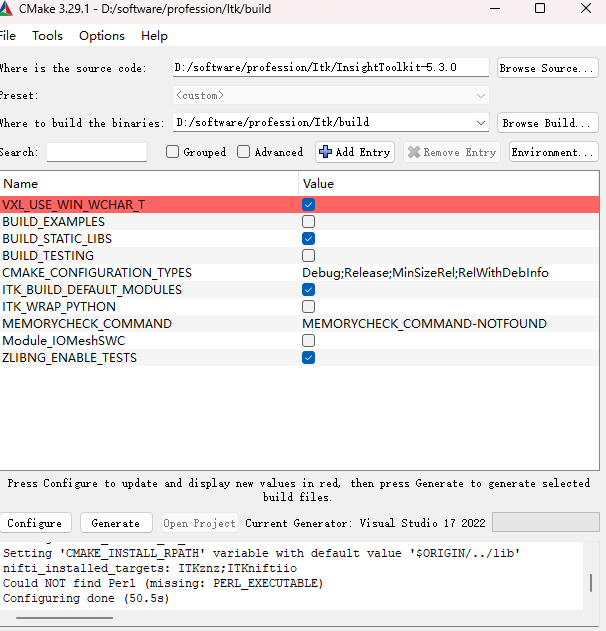 CMake 3.29.1 - D:/software/profession/Itk/build
File Tools Options Help
Where is the source code: D:/software/profession/Itk/InsightToolkit-5.3.0 Browse Source...
Preset: <custom>
Where to build the binaries: D:/software/profession/Itk/build Browse Build...
Search: Grouped Advanced Add Entry Remove Entry Environment...
Name Value
VXL_USE_WIN_WCHAR_T
BUILD_EXAMPLES
BUILD_STATIC_LIBS
BUILD_TESTING
CMAKE_CONFIGURATION_TYPES Debug;Release;MinSizeRel;RelWithDebInfo
ITK_BUILD_DEFAULT_MODULES
ITK_WRAP_PYTHON
MEMORYCHECK_COMMAND MEMORYCHECK_COMMAND-NOTFOUND
Module_IOMeshSWC
ZLIBNG_ENABLE_TESTS
Press Configure to update and display new values in red, then press Generate to generate selected
build files.
Configure Generate Open Project Current Generator: Visual Studio 17 2022
Setting 'CMAKE_INSTALL_RPATH' variable with default value '$ORIGIN/../lib'
nifti_installed_targets: ITKznz;ITKniftiio
Could NOT find Perl (missing: PERL_EXECUTABLE)
Configuring done (50.5s)